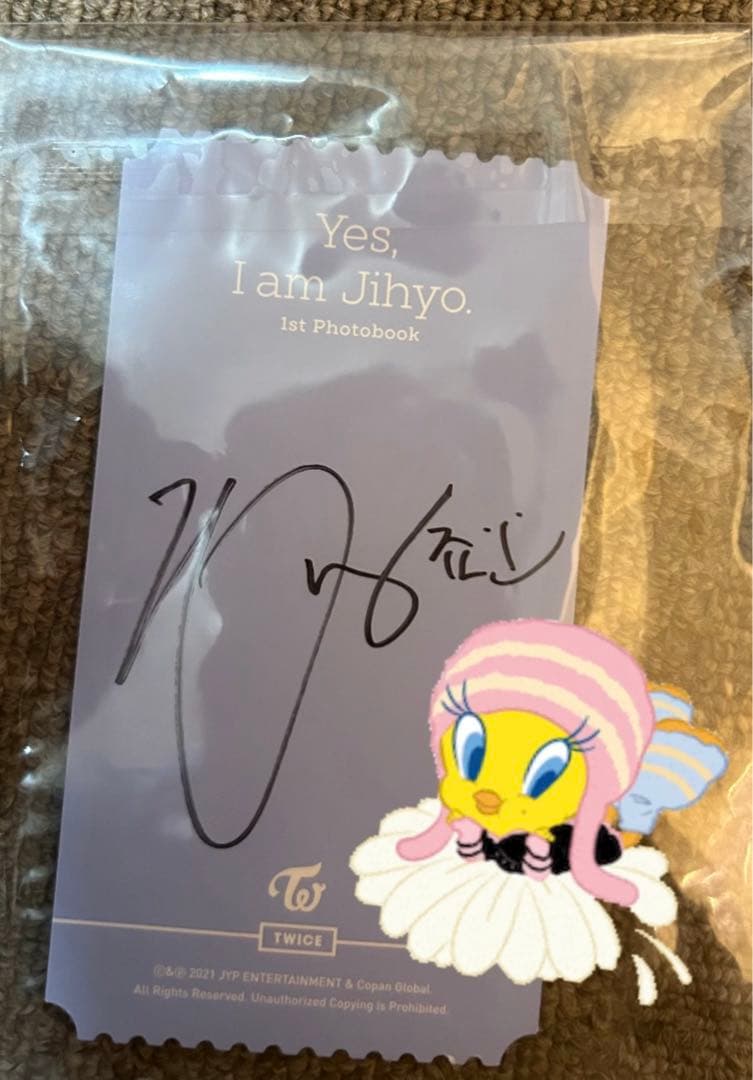 Yes,
I am Jihyo.
1st Photobook
TWICE
ⓒ&ⓟ 2021 JYP ENTERTAINMENT & Copan Global.
All Rights Reserved. Unauthorized Copying is Prohibited.